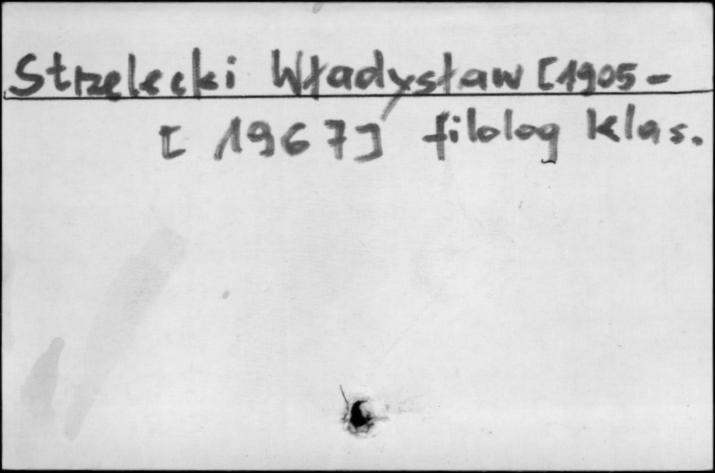 Strzelecki Władysław [1905-
[1967] filolog klas.